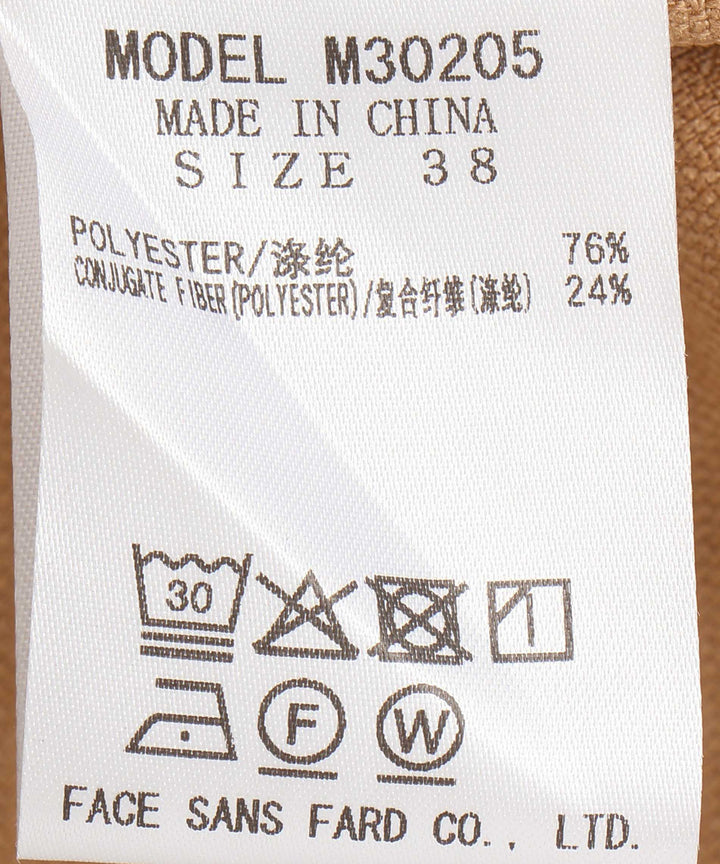 MODEL M30205
MADE IN CHINA
SIZE 38
POLYESTER/涤纶 76%
CONJUGATE FIBER(POLYESTER)/复合纤维(涤纶) 24%
30
F W
FACE SANS FARD CO., LTD.